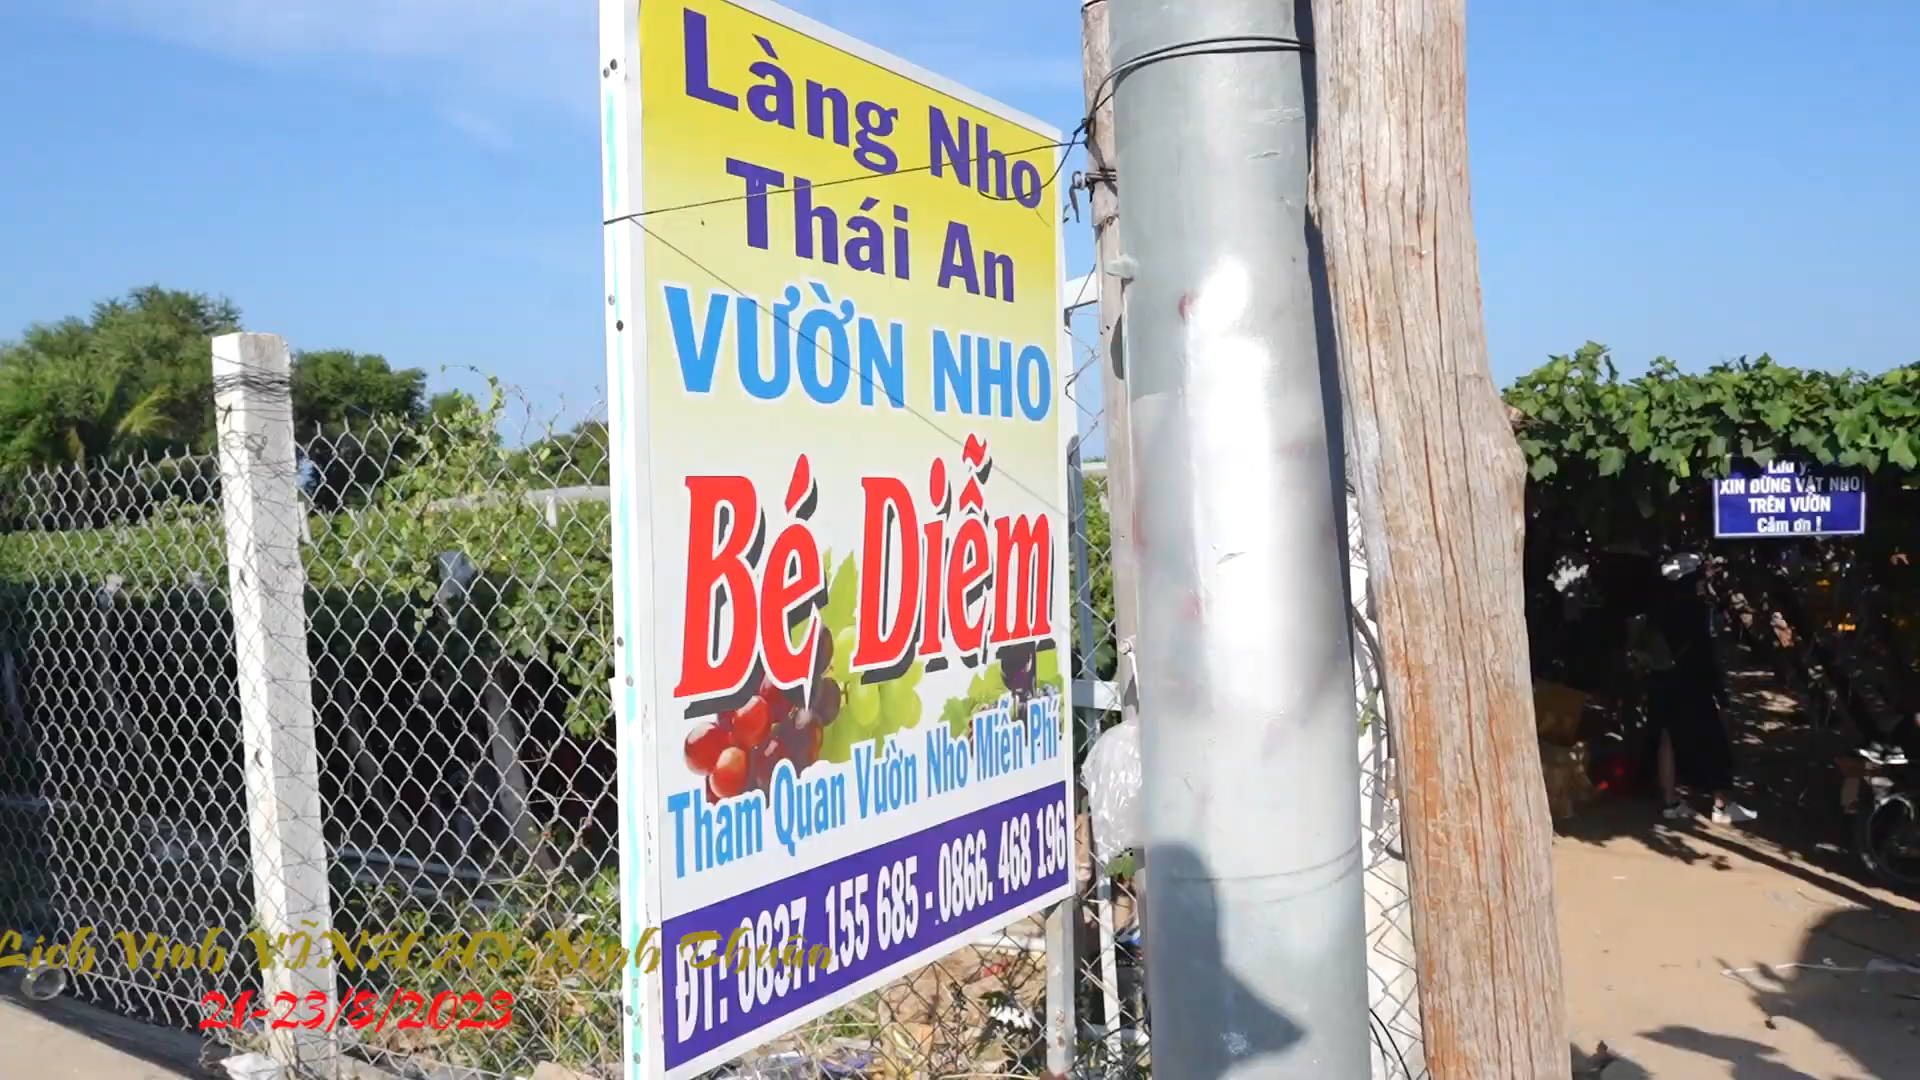 Làng Nho
Thái An
VƯỜN NHO
Bé Diễm
Tham Quan Vườn Nho Miễn Phí
ĐT: 0837. 155 685 - 0866. 468 196
Lưu ý
XIN ĐỪNG VẶT NHO
TRÊN VƯỜN
Cảm ơn !
Lịch Vịnh VĨNH HY-Ninh Thuận
21-23/8/2023